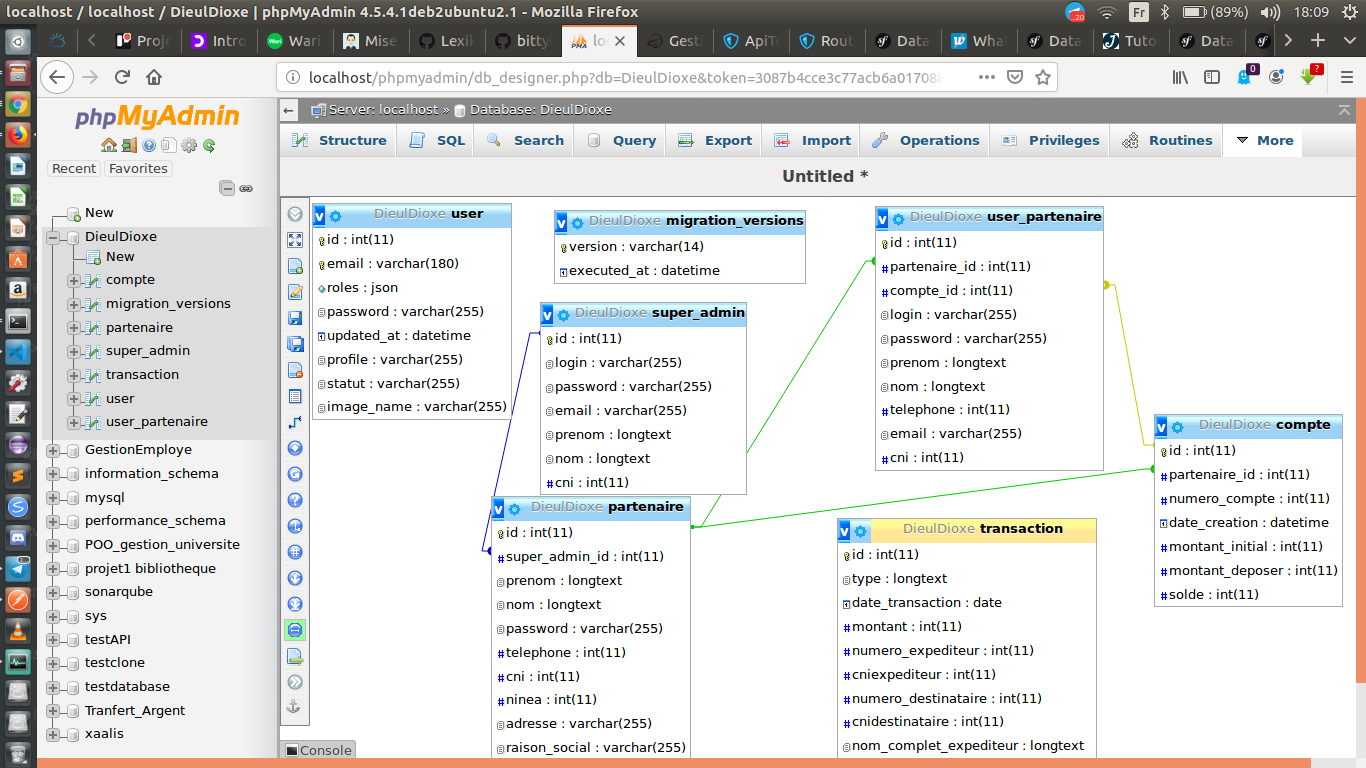 localhost / localhost / DieulDioxe | phpMyAdmin 4.5.4.1deb2ubuntu2.1 - Mozilla Firefox
20 Fr (89%) 18:09
Proje Intro Wari Mise Lexil bitty lo Gest ApiT Rout Data Wha Data Tuto Data
localhost/phpmyadmin/db_designer.php?db=DieulDioxe&token=3087b4cce3c77acb6a01708
0 ?
phpMyAdmin
Recent Favorites
New
DieulDioxe
New
compte
migration_versions
partenaire
super_admin
transaction
user
user_partenaire
GestionEmploye
information_schema
mysql
performance_schema
POO_gestion_universite
projet1 bibliotheque
sonarqube
sys
testAPI
testclone
testdatabase
Tranfert_Argent
xaalis
Server: localhost » Database: DieulDioxe
Structure SQL Search Query Export Import Operations Privileges Routines More
Untitled *
DieulDioxe user
id : int(11)
email : varchar(180)
roles : json
password : varchar(255)
updated_at : datetime
profile : varchar(255)
statut : varchar(255)
image_name : varchar(255)
DieulDioxe migration_versions
version : varchar(14)
executed_at : datetime
DieulDioxe super_admin
id : int(11)
login : varchar(255)
password : varchar(255)
email : varchar(255)
prenom : longtext
nom : longtext
cni : int(11)
DieulDioxe user_partenaire
id : int(11)
partenaire_id : int(11)
compte_id : int(11)
login : varchar(255)
password : varchar(255)
prenom : longtext
nom : longtext
telephone : int(11)
email : varchar(255)
cni : int(11)
DieulDioxe compte
id : int(11)
partenaire_id : int(11)
numero_compte : int(11)
date_creation : datetime
montant_initial : int(11)
montant_deposer : int(11)
solde : int(11)
DieulDioxe partenaire
id : int(11)
super_admin_id : int(11)
prenom : longtext
nom : longtext
password : varchar(255)
telephone : int(11)
cni : int(11)
ninea : int(11)
adresse : varchar(255)
raison_social : varchar(255)
DieulDioxe transaction
id : int(11)
type : longtext
date_transaction : date
montant : int(11)
numero_expediteur : int(11)
cniexpediteur : int(11)
numero_destinataire : int(11)
cnidestinataire : int(11)
nom_complet_expediteur : longtext
Console